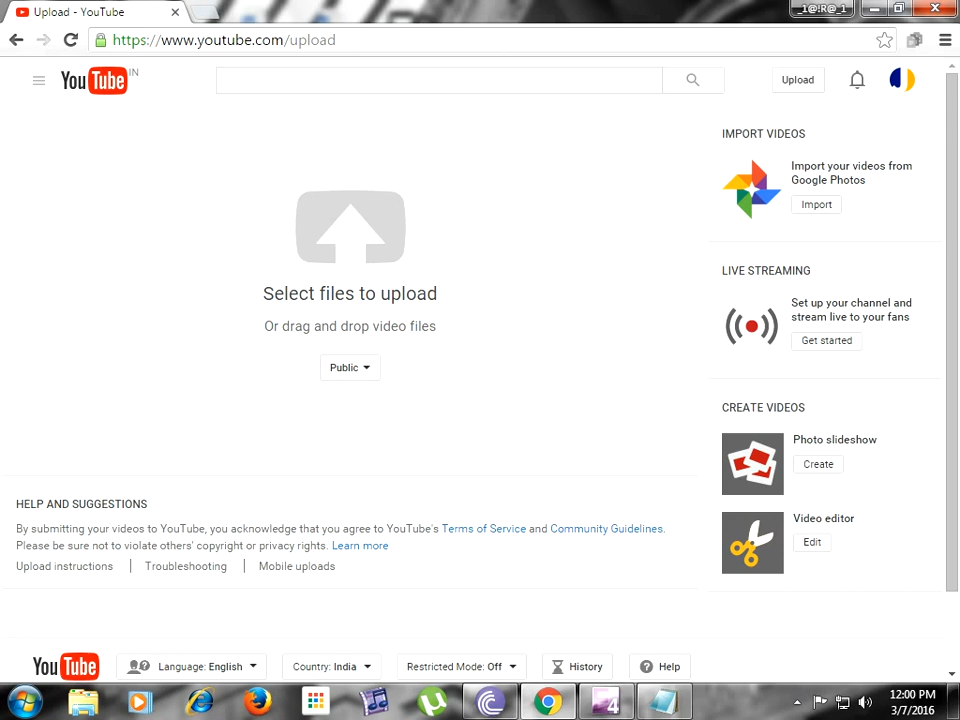 Upload - YouTube
_1@!R@_1
https://www.youtube.com/upload
YouTube IN
Upload
IMPORT VIDEOS
Import your videos from
Google Photos
Import
LIVE STREAMING
Set up your channel and
stream live to your fans
Get started
Select files to upload
Or drag and drop video files
Public
CREATE VIDEOS
Photo slideshow
Create
Video editor
Edit
HELP AND SUGGESTIONS
By submitting your videos to YouTube, you acknowledge that you agree to YouTube's Terms of Service and Community Guidelines.
Please be sure not to violate others' copyright or privacy rights. Learn more
Upload instructions | Troubleshooting | Mobile uploads
YouTube Language: English Country: India Restricted Mode: Off History Help
4
12:00 PM
3/7/2016